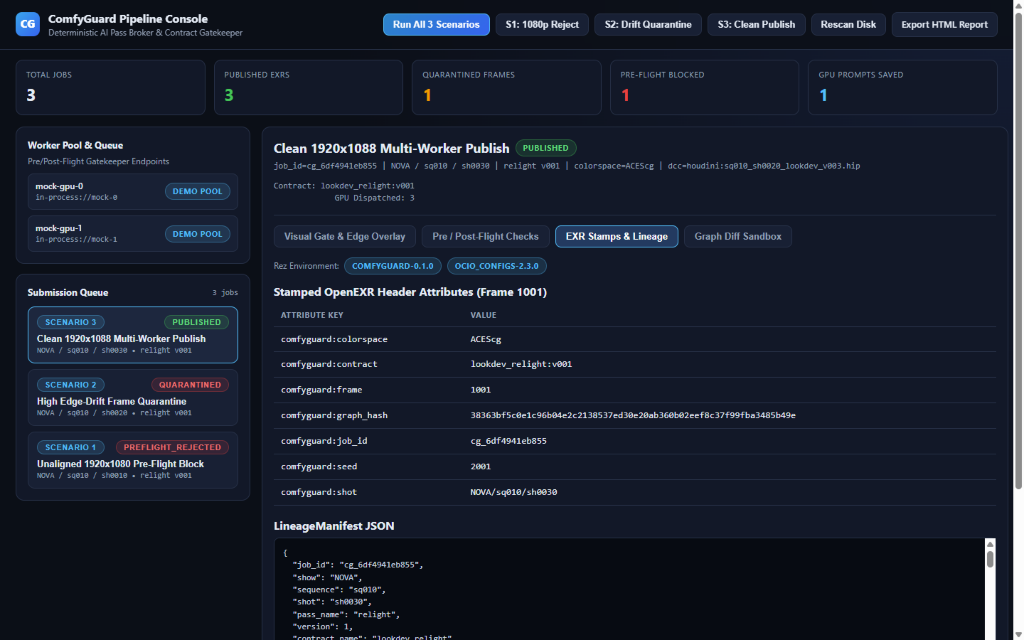 CG
ComfyGuard Pipeline Console
Deterministic AI Pass Broker & Contract Gatekeeper
Run All 3 Scenarios
S1: 1080p Reject
S2: Drift Quarantine
S3: Clean Publish
Rescan Disk
Export HTML Report
TOTAL JOBS
3
PUBLISHED EXRS
3
QUARANTINED FRAMES
1
PRE-FLIGHT BLOCKED
1
GPU PROMPTS SAVED
1
Worker Pool & Queue
Pre/Post-Flight Gatekeeper Endpoints
mock-gpu-0
in-process://mock-0
DEMO POOL
mock-gpu-1
in-process://mock-1
DEMO POOL
Submission Queue
3 jobs
SCENARIO 3
PUBLISHED
Clean 1920x1088 Multi-Worker Publish
NOVA / sq010 / sh0030 • relight v001
SCENARIO 2
QUARANTINED
High Edge-Drift Frame Quarantine
NOVA / sq010 / sh0020 • relight v001
SCENARIO 1
PREFLIGHT_REJECTED
Unaligned 1920x1080 Pre-Flight Block
NOVA / sq010 / sh0010 • relight v001
Clean 1920x1088 Multi-Worker Publish
PUBLISHED
job_id=cg_6df4941eb855 | NOVA / sq010 / sh0030 | relight v001 | colorspace=ACEScg | dcc=houdini:sq010_sh0020_lookdev_v003.hip
Contract: lookdev_relight:v001
GPU Dispatched: 3
Visual Gate & Edge Overlay
Pre / Post-Flight Checks
EXR Stamps & Lineage
Graph Diff Sandbox
Rez Environment:
COMFYGUARD-0.1.0
OCIO_CONFIGS-2.3.0
Stamped OpenEXR Header Attributes (Frame 1001)
ATTRIBUTE KEY
VALUE
comfyguard:colorspace
ACEScg
comfyguard:contract
lookdev_relight:v001
comfyguard:frame
1001
comfyguard:graph_hash
38363bf5c0e1c96b04e2c2138537ed30e20ab360b02eef8c37f99fba3485b49e
comfyguard:job_id
cg_6df4941eb855
comfyguard:seed
2001
comfyguard:shot
NOVA/sq010/sh0030
LineageManifest JSON
{
"job_id": "cg_6df4941eb855",
"show": "NOVA",
"sequence": "sq010",
"shot": "sh0030",
"pass_name": "relight",
"version": 1,
"contract_name": "lookdev_relight"